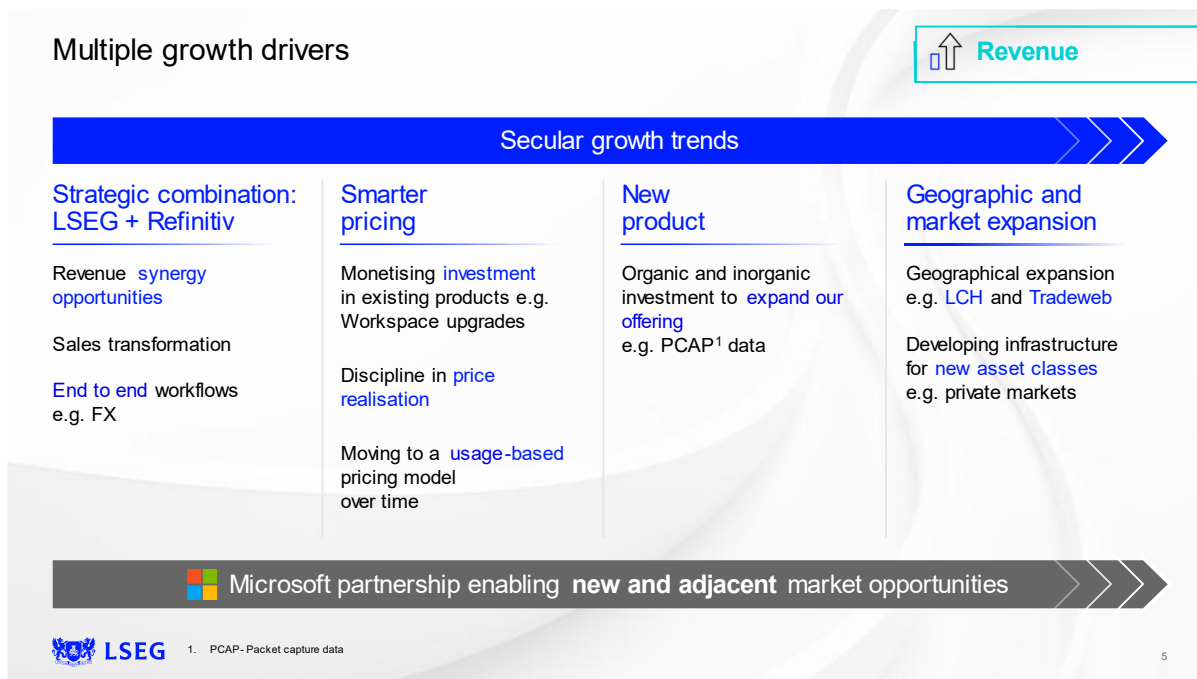 Multiple growth drivers
Revenue
Secular growth trends
Strategic combination:
LSEG + Refinitiv
Revenue synergy
opportunities
Sales transformation
End to end workflows
e.g. FX
Smarter
pricing
Monetising investment
in existing products e.g.
Workspace upgrades
Discipline in price
realisation
Moving to a usage-based
pricing model
over time
New
product
Organic and inorganic
investment to expand our
offering
e.g. PCAP¹ data
Geographic and
market expansion
Geographical expansion
e.g. LCH and Tradeweb
Developing infrastructure
for new asset classes
e.g. private markets
Microsoft partnership enabling new and adjacent market opportunities
LSEG
1. PCAP- Packet capture data
5